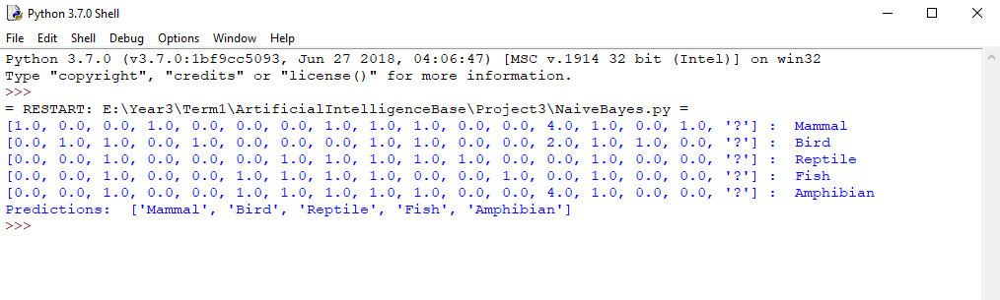 Python 3.7.0 Shell
File Edit Shell Debug Options Window Help
Python 3.7.0 (v3.7.0:1bf9cc5093, Jun 27 2018, 04:06:47) [MSC v.1914 32 bit (Intel)] on win32
Type "copyright", "credits" or "license()" for more information.
>>>
= RESTART: E:\Year3\Term1\ArtificialIntelligenceBase\Project3\NaiveBayes.py =
[1.0, 0.0, 0.0, 1.0, 0.0, 0.0, 0.0, 1.0, 1.0, 1.0, 0.0, 0.0, 4.0, 1.0, 0.0, 1.0, '?'] :  Mammal
[0.0, 1.0, 1.0, 0.0, 1.0, 0.0, 0.0, 0.0, 1.0, 1.0, 0.0, 0.0, 2.0, 1.0, 1.0, 0.0, '?'] :  Bird
[0.0, 0.0, 1.0, 0.0, 0.0, 0.0, 1.0, 1.0, 1.0, 1.0, 1.0, 0.0, 0.0, 1.0, 0.0, 0.0, '?'] :  Reptile
[0.0, 0.0, 1.0, 0.0, 0.0, 1.0, 1.0, 1.0, 1.0, 0.0, 0.0, 1.0, 0.0, 1.0, 0.0, 0.0, '?'] :  Fish
[0.0, 0.0, 1.0, 0.0, 0.0, 1.0, 1.0, 1.0, 1.0, 1.0, 0.0, 0.0, 4.0, 1.0, 0.0, 0.0, '?'] :  Amphibian
Predictions:  ['Mammal', 'Bird', 'Reptile', 'Fish', 'Amphibian']
>>>